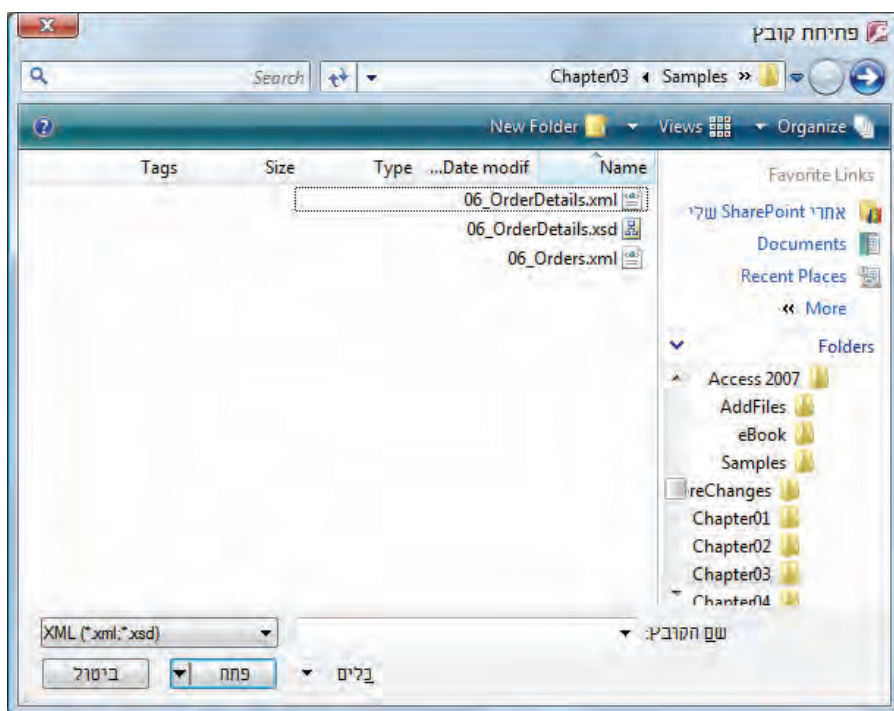 פתיחת קובץ
Samples Chapter03
Search
Organize Views New Folder
Favorite Links
אתרי SharePoint שלי
Documents
Recent Places
More
Folders
Access 2007
AddFiles
eBook
Samples
reChanges
Chapter01
Chapter02
Chapter03
Chapter04
Name Date modif... Type Size Tags
06_OrderDetails.xml
06_OrderDetails.xsd
06_Orders.xml
שם הקובץ:
XML (*.xml;*.xsd)
כלים פתח ביטול